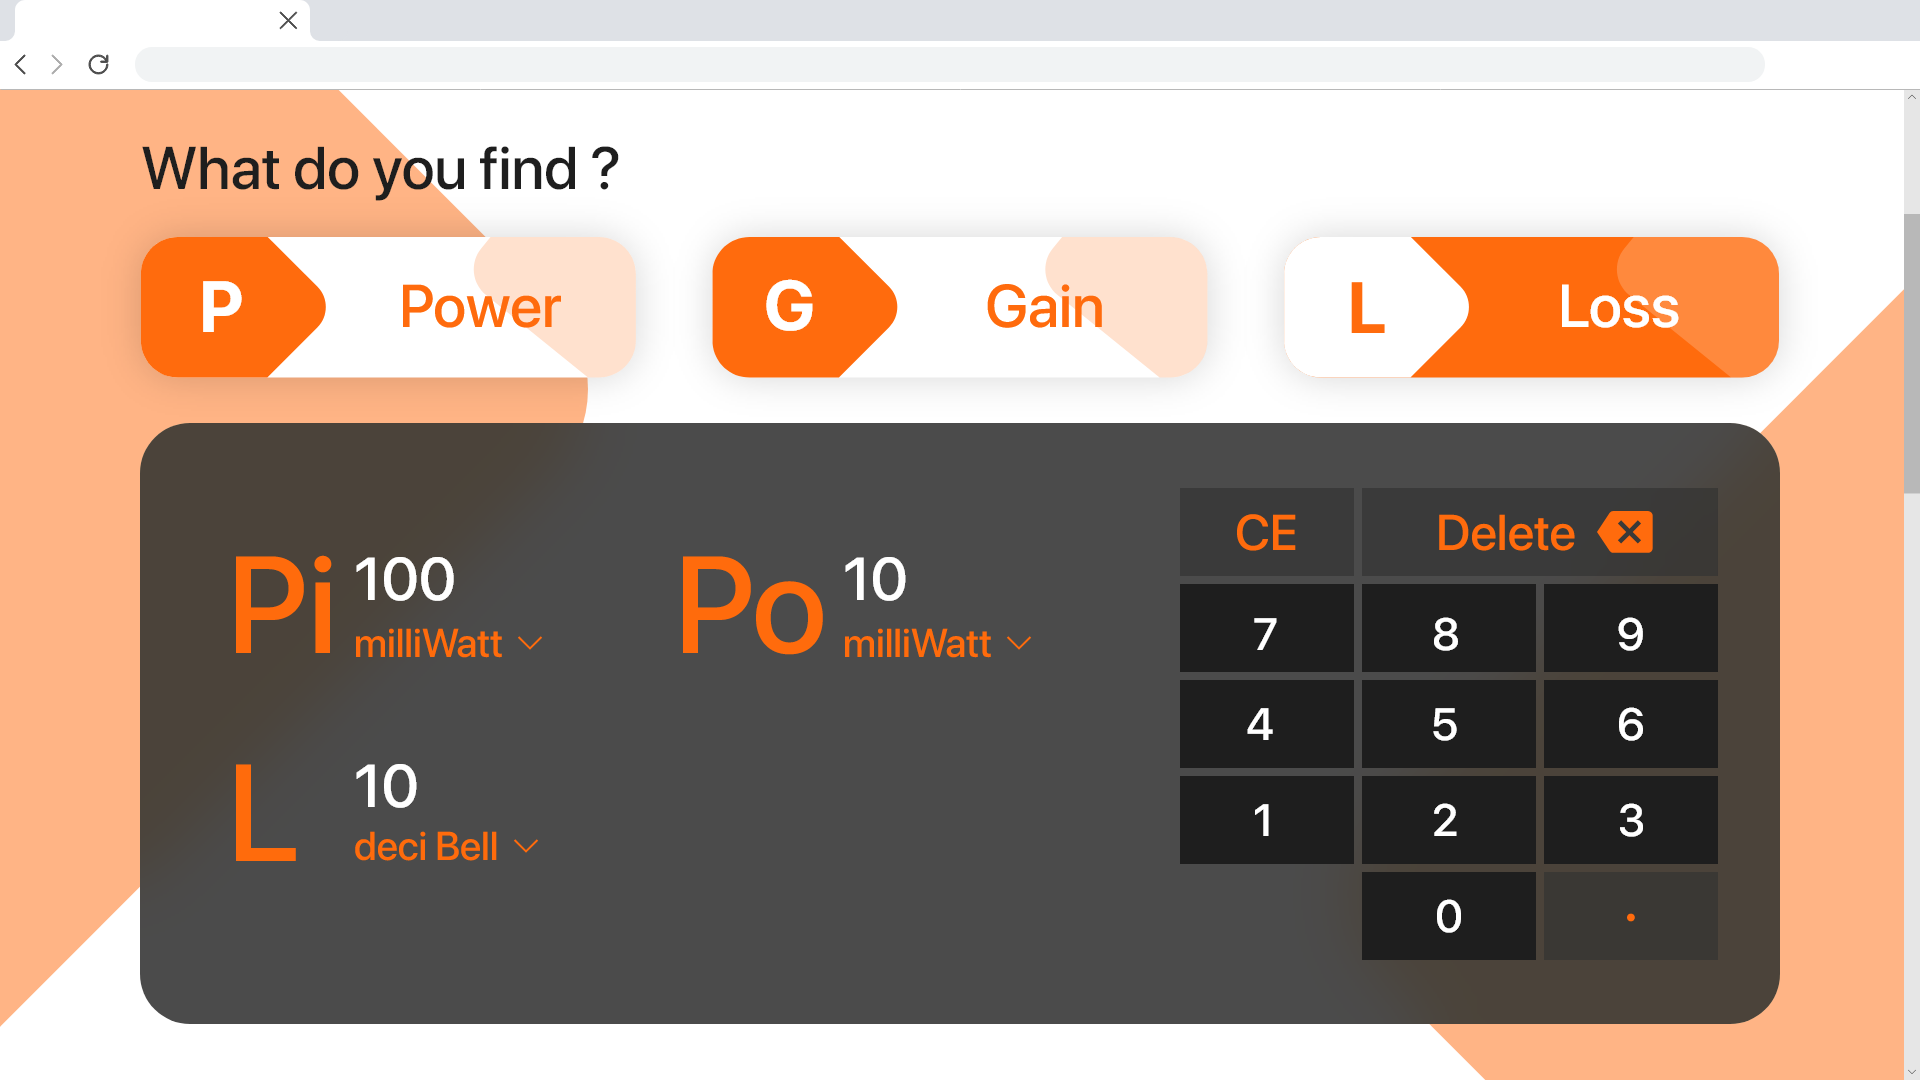 What do you find ?
P Power
G Gain
L Loss
Pi 100
milliWatt
Po 10
milliWatt
L 10
deci Bell
CE Delete
7 8 9
4 5 6
1 2 3
0 .